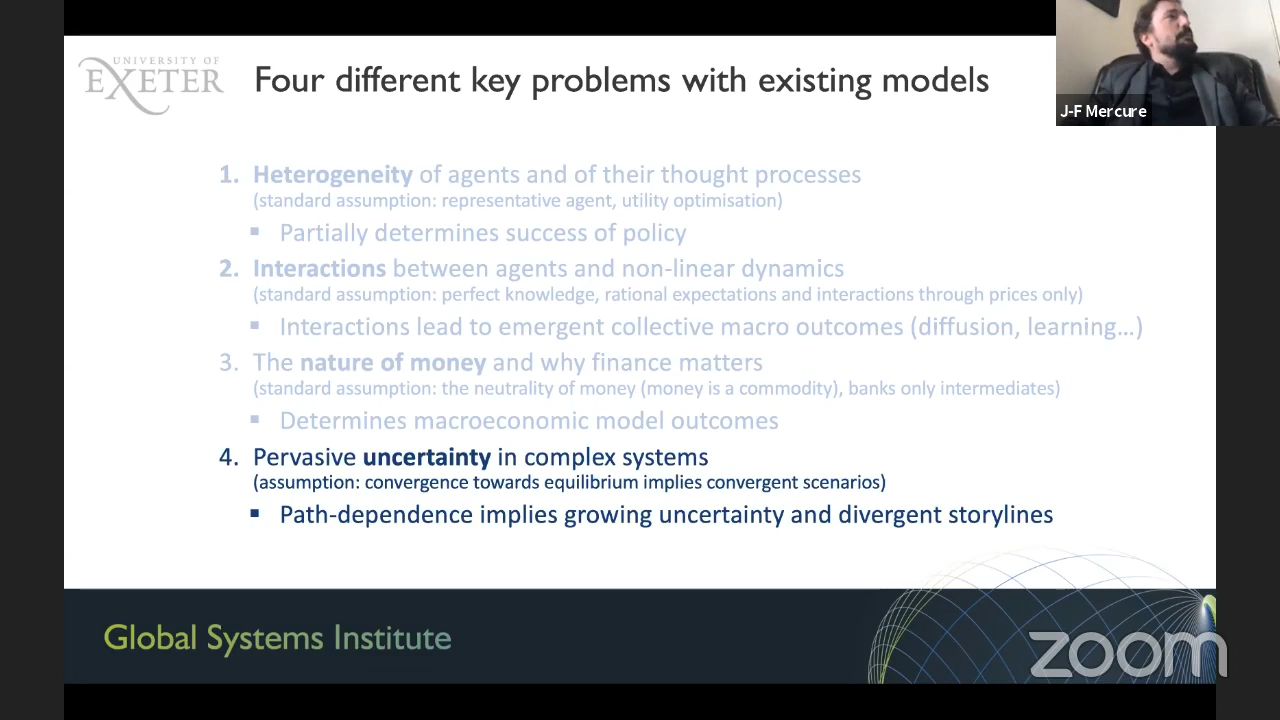 UNIVERSITY OF
EXETER
Four different key problems with existing models
J-F Mercure
1. Heterogeneity of agents and of their thought processes
(standard assumption: representative agent, utility optimisation)
▪ Partially determines success of policy
2. Interactions between agents and non-linear dynamics
(standard assumption: perfect knowledge, rational expectations and interactions through prices only)
▪ Interactions lead to emergent collective macro outcomes (diffusion, learning…)
3. The nature of money and why finance matters
(standard assumption: the neutrality of money (money is a commodity), banks only intermediates)
▪ Determines macroeconomic model outcomes
4. Pervasive uncertainty in complex systems
(assumption: convergence towards equilibrium implies convergent scenarios)
▪ Path-dependence implies growing uncertainty and divergent storylines
Global Systems Institute
zoom